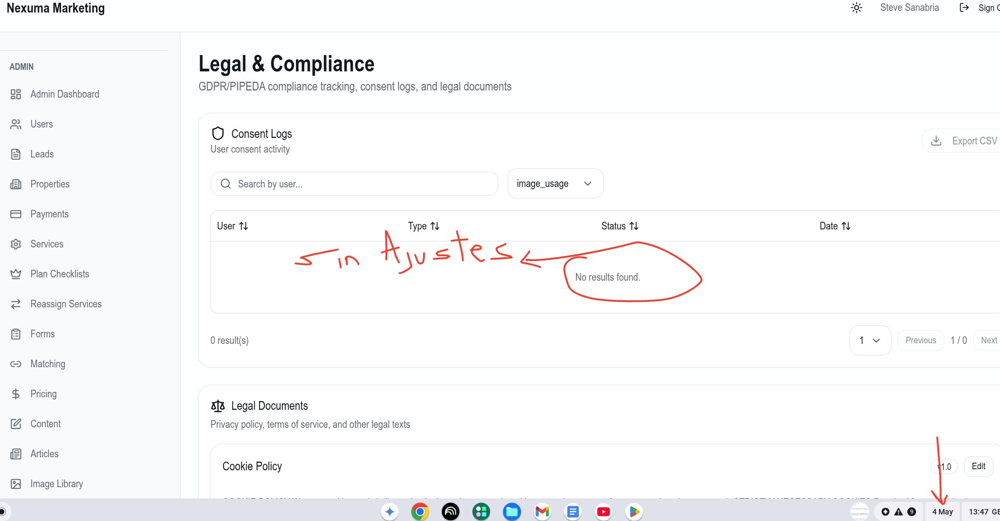 Nexuma Marketing
Steve Sanabria
Sign
ADMIN
Admin Dashboard
Users
Leads
Properties
Payments
Services
Plan Checklists
Reassign Services
Forms
Matching
Pricing
Content
Articles
Image Library
Legal & Compliance
GDPR/PIPEDA compliance tracking, consent logs, and legal documents
Consent Logs
User consent activity
Export CSV
Search by user...
image_usage
User Type Status Date
Sin Ajustes
No results found.
0 result(s)
1 Previous 1 / 0 Next
Legal Documents
Privacy policy, terms of service, and other legal texts
Cookie Policy
v1.0 Edit
9 4 May 13:47